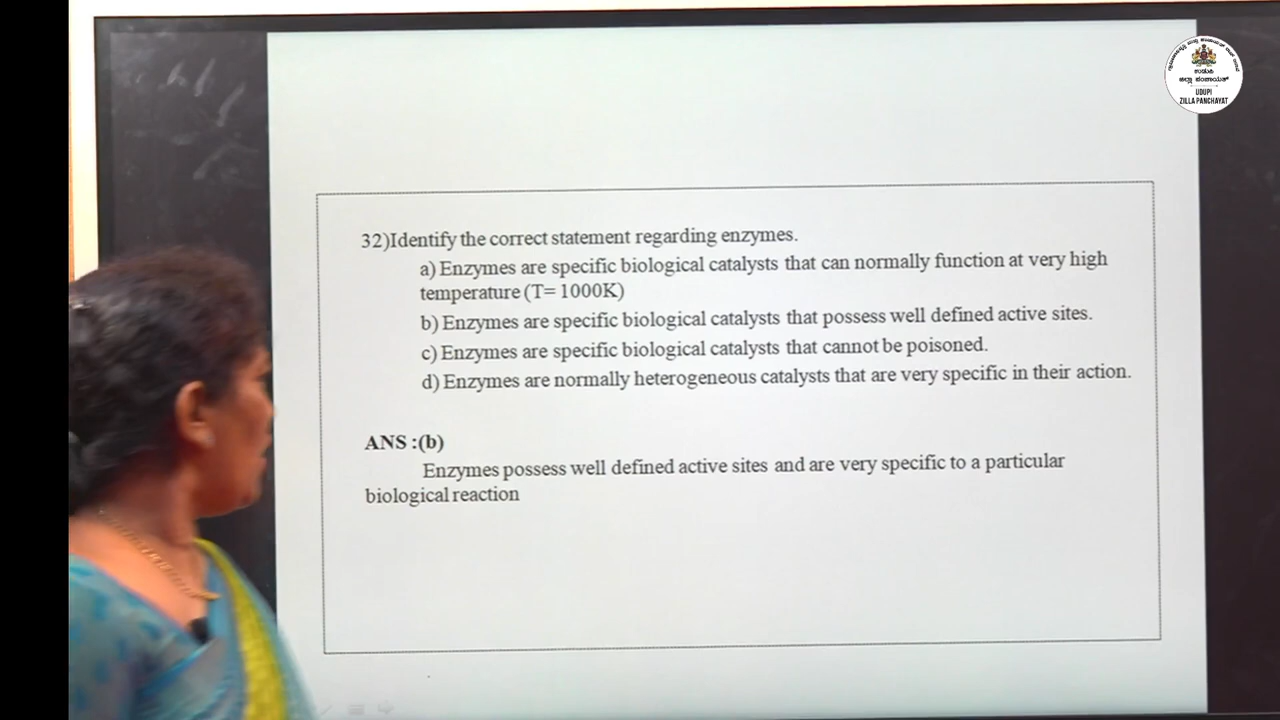 ಉಡುಪಿ
ಜಿಲ್ಲಾ ಪಂಚಾಯತ್
UDUPI
ZILLA PANCHAYAT
32)Identify the correct statement regarding enzymes.
a) Enzymes are specific biological catalysts that can normally function at very high
temperature (T= 1000K)
b) Enzymes are specific biological catalysts that possess well defined active sites.
c) Enzymes are specific biological catalysts that cannot be poisoned.
d) Enzymes are normally heterogeneous catalysts that are very specific in their action.
ANS :(b)
Enzymes possess well defined active sites and are very specific to a particular
biological reaction